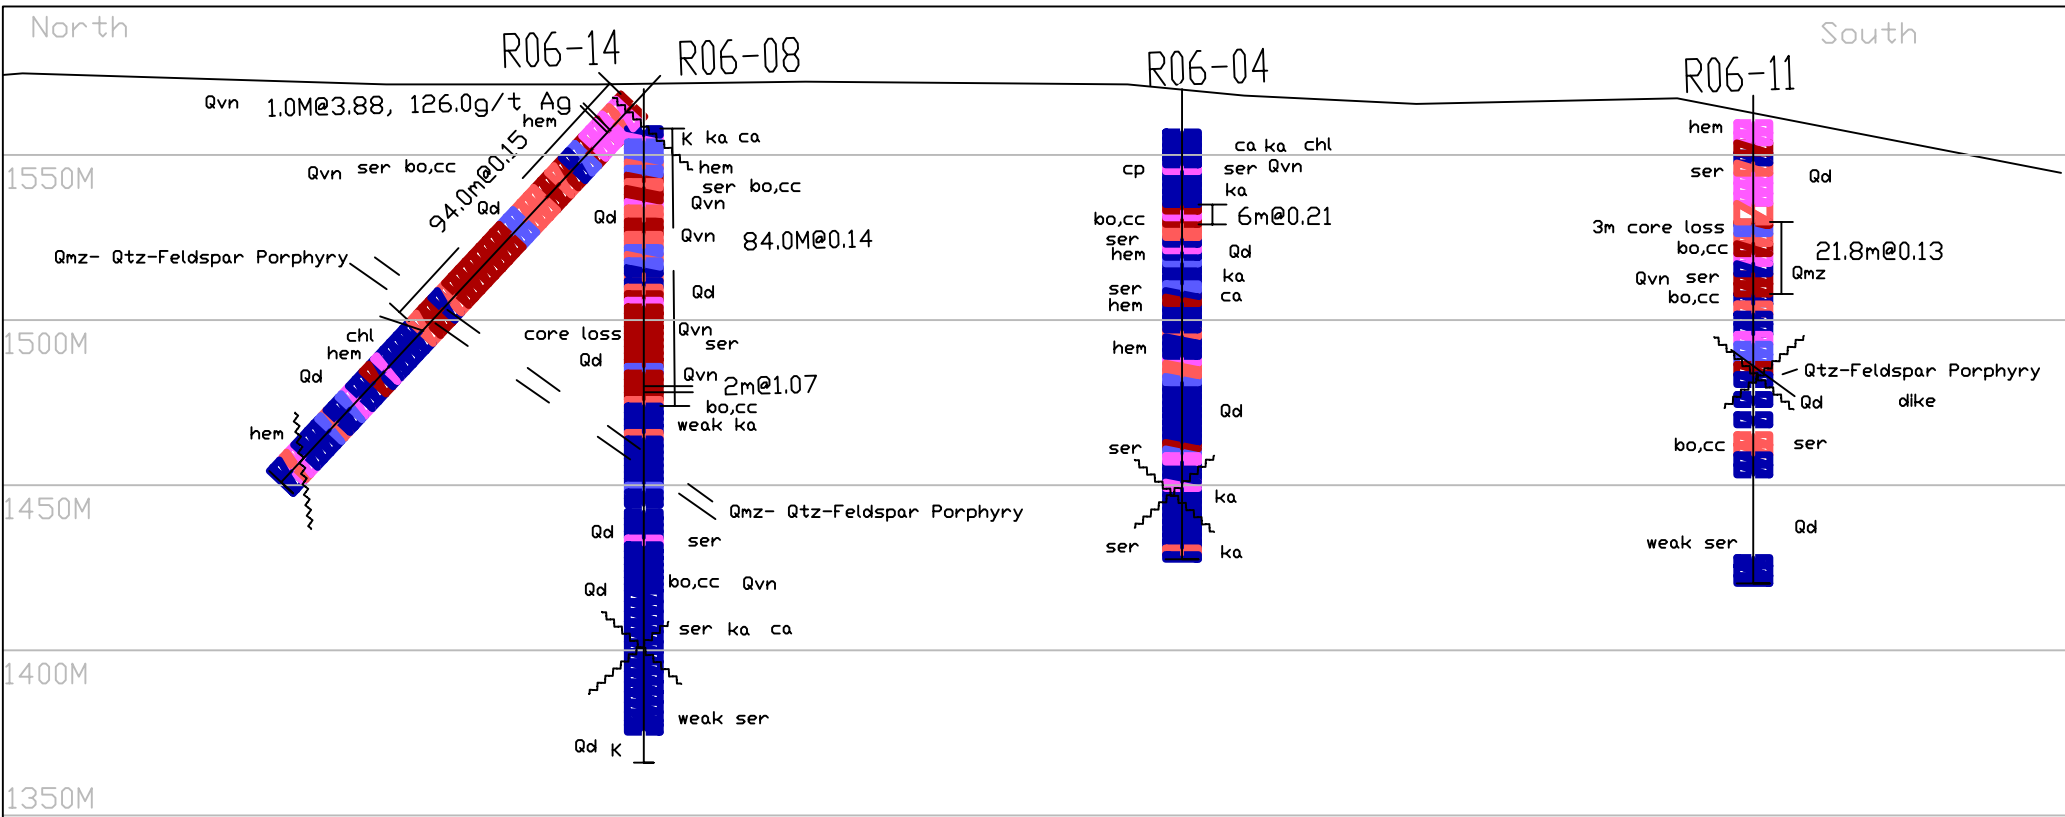 North
South
R06-14
R06-08
R06-04
R06-11
Qvn 1.0M@3.88, 126.0g/t Ag
hem
94.0m@0.15
Qvn ser bo,cc
Qd
Qmz- Qtz-Feldspar Porphyry
chl
hem
Qd
hem
K ka ca
hem
ser bo,cc
Qvn
Qd
Qvn
84.0M@0.14
Qd
core loss
Qvn
ser
Qd
Qvn
2m@1.07
bo,cc
weak ka
Qmz- Qtz-Feldspar Porphyry
Qd
ser
Qd
bo,cc Qvn
ser ka ca
weak ser
Qd K
ca ka chl
cp
ser Qvn
ka
bo,cc
6m@0.21
ser
hem
Qd
ka
ser
ca
hem
hem
Qd
ser
ka
ser
ka
hem
ser
Qd
3m core loss
bo,cc
21.8m@0.13
Qvn ser
Qmz
bo,cc
Qtz-Feldspar Porphyry
dike
Qd
bo,cc
ser
Qd
weak ser
1550M
1500M
1450M
1400M
1350M